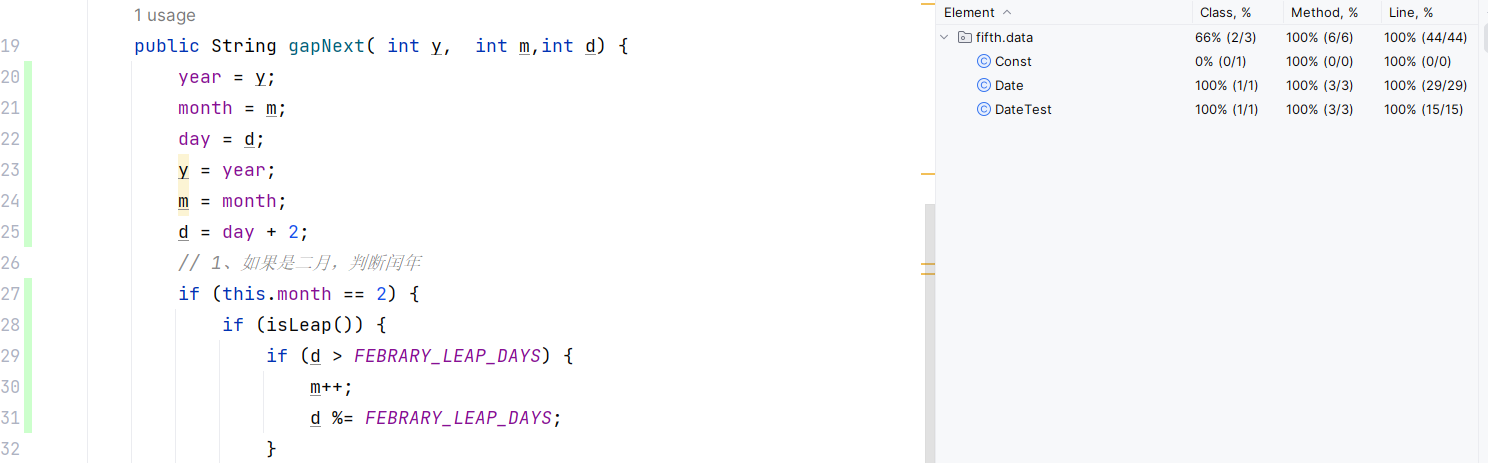 1 usage
19 public String gapNext( int y,  int m,int d) {
20 year = y;
21 month = m;
22 day = d;
23 y = year;
24 m = month;
25 d = day + 2;
26 // 1、如果是二月，判断闰年
27 if (this.month == 2) {
28 if (isLeap()) {
29 if (d > FEBRARY_LEAP_DAYS) {
30 m++;
31 d %= FEBRARY_LEAP_DAYS;
32 }
Element Class, % Method, % Line, %
fifth.data 66% (2/3) 100% (6/6) 100% (44/44)
Const 0% (0/1) 100% (0/0) 100% (0/0)
Date 100% (1/1) 100% (3/3) 100% (29/29)
DateTest 100% (1/1) 100% (3/3) 100% (15/15)